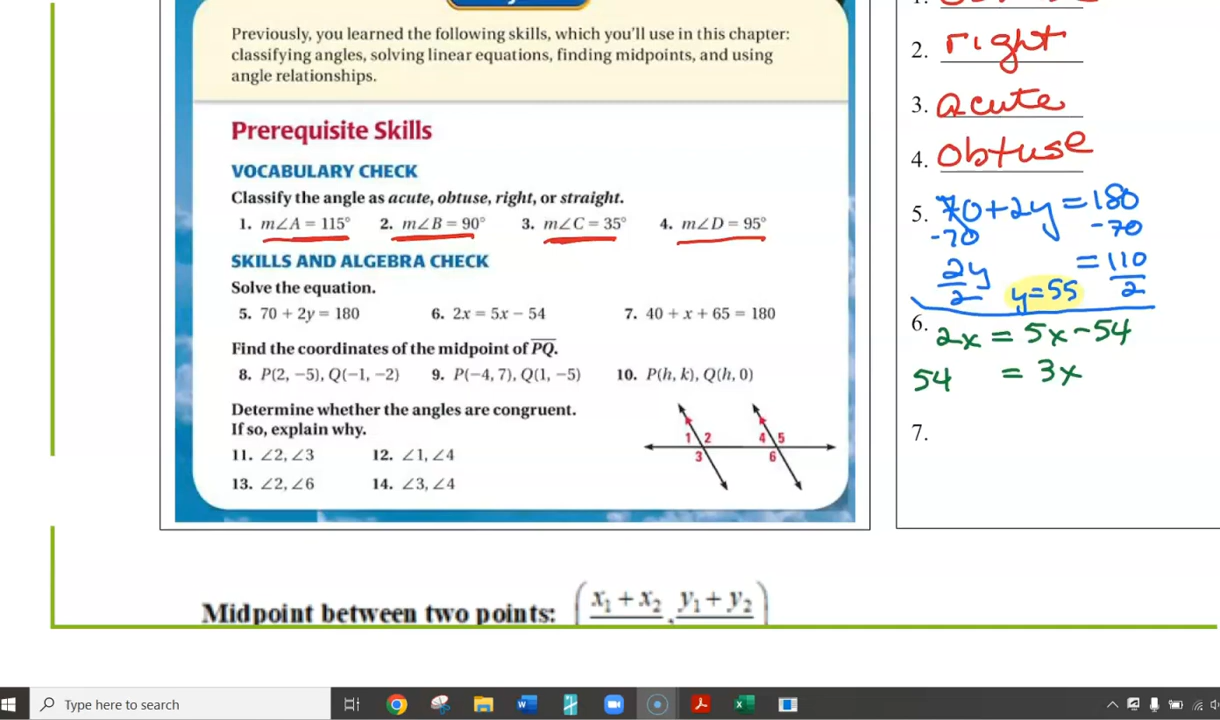 Previously, you learned the following skills, which you'll use in this chapter:
classifying angles, solving linear equations, finding midpoints, and using
angle relationships.
Prerequisite Skills
VOCABULARY CHECK
Classify the angle as acute, obtuse, right, or straight.
1. m∠A = 115° 2. m∠B = 90° 3. m∠C = 35° 4. m∠D = 95°
SKILLS AND ALGEBRA CHECK
Solve the equation.
5. 70 + 2y = 180 6. 2x = 5x − 54 7. 40 + x + 65 = 180
Find the coordinates of the midpoint of P̅Q̅.
8. P(2, −5), Q(−1, −2) 9. P(−4, 7), Q(1, −5) 10. P(h, k), Q(h, 0)
Determine whether the angles are congruent.
If so, explain why.
11. ∠2, ∠3 12. ∠1, ∠4
13. ∠2, ∠6 14. ∠3, ∠4
1 2 4 5
3 6
Midpoint between two points: (x₁ + x₂ , y₁ + y₂)
2. right
3. acute
4. obtuse
5. 70+2y=180
-70 -70
2y = 110
2 y=55 2
6. 2x = 5x-54
54 = 3x
7.
Type here to search